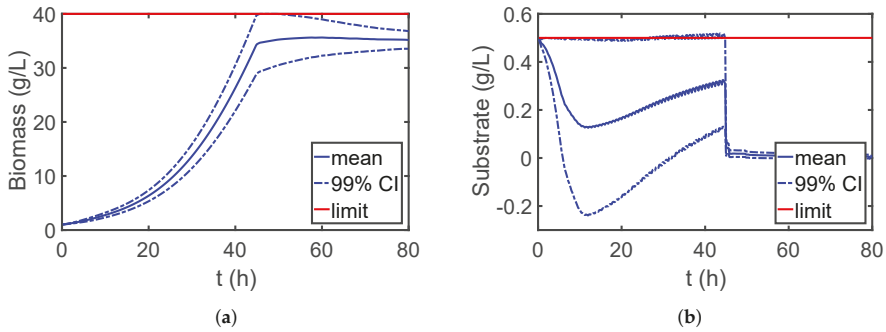 40
30
20
10
0
Biomass (g/L)
0 20 40 60 80
t (h)
mean
99% CI
limit
(a)
0.6
0.4
0.2
0
-0.2
Substrate (g/L)
0 20 40 60 80
t (h)
mean
99% CI
limit
(b)